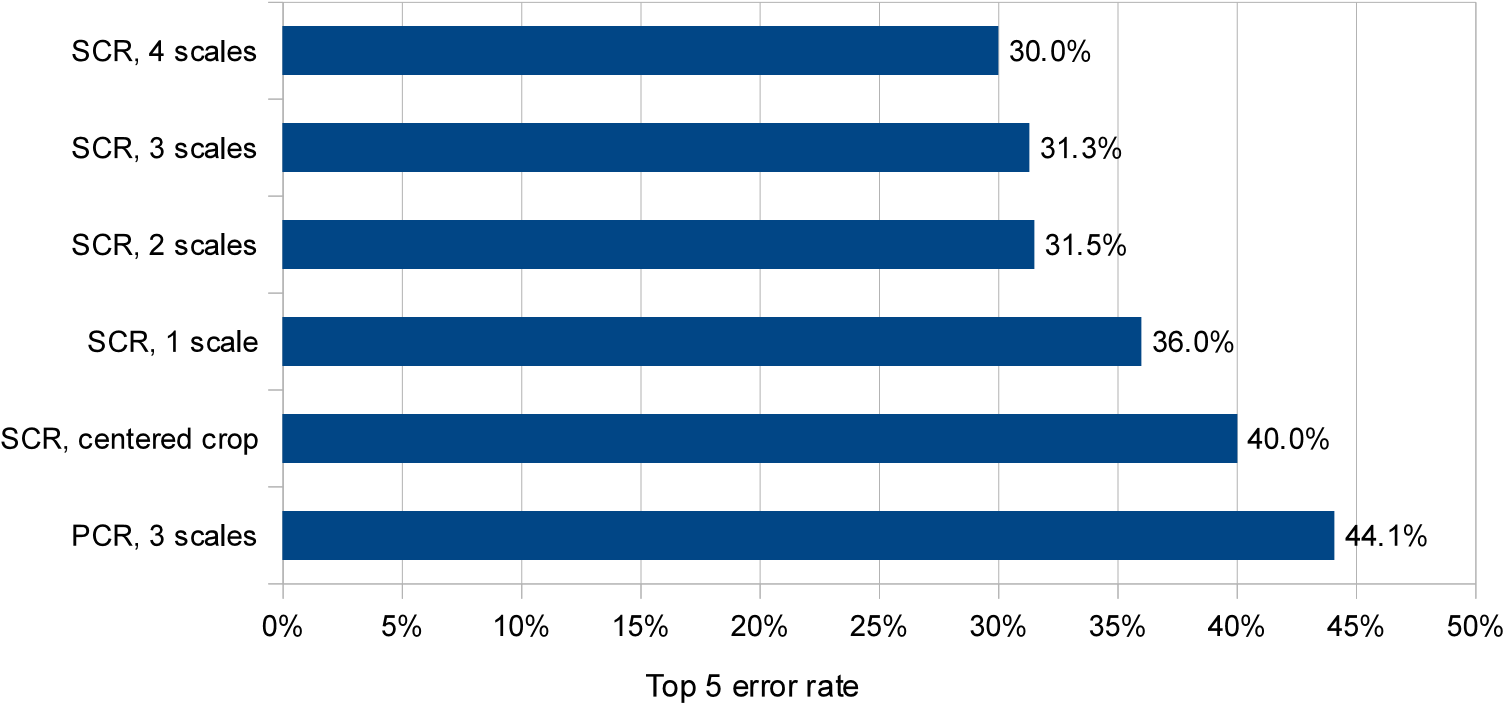 SCR, 4 scales 30.0%
SCR, 3 scales 31.3%
SCR, 2 scales 31.5%
SCR, 1 scale 36.0%
SCR, centered crop 40.0%
PCR, 3 scales 44.1%
0% 5% 10% 15% 20% 25% 30% 35% 40% 45% 50%
Top 5 error rate